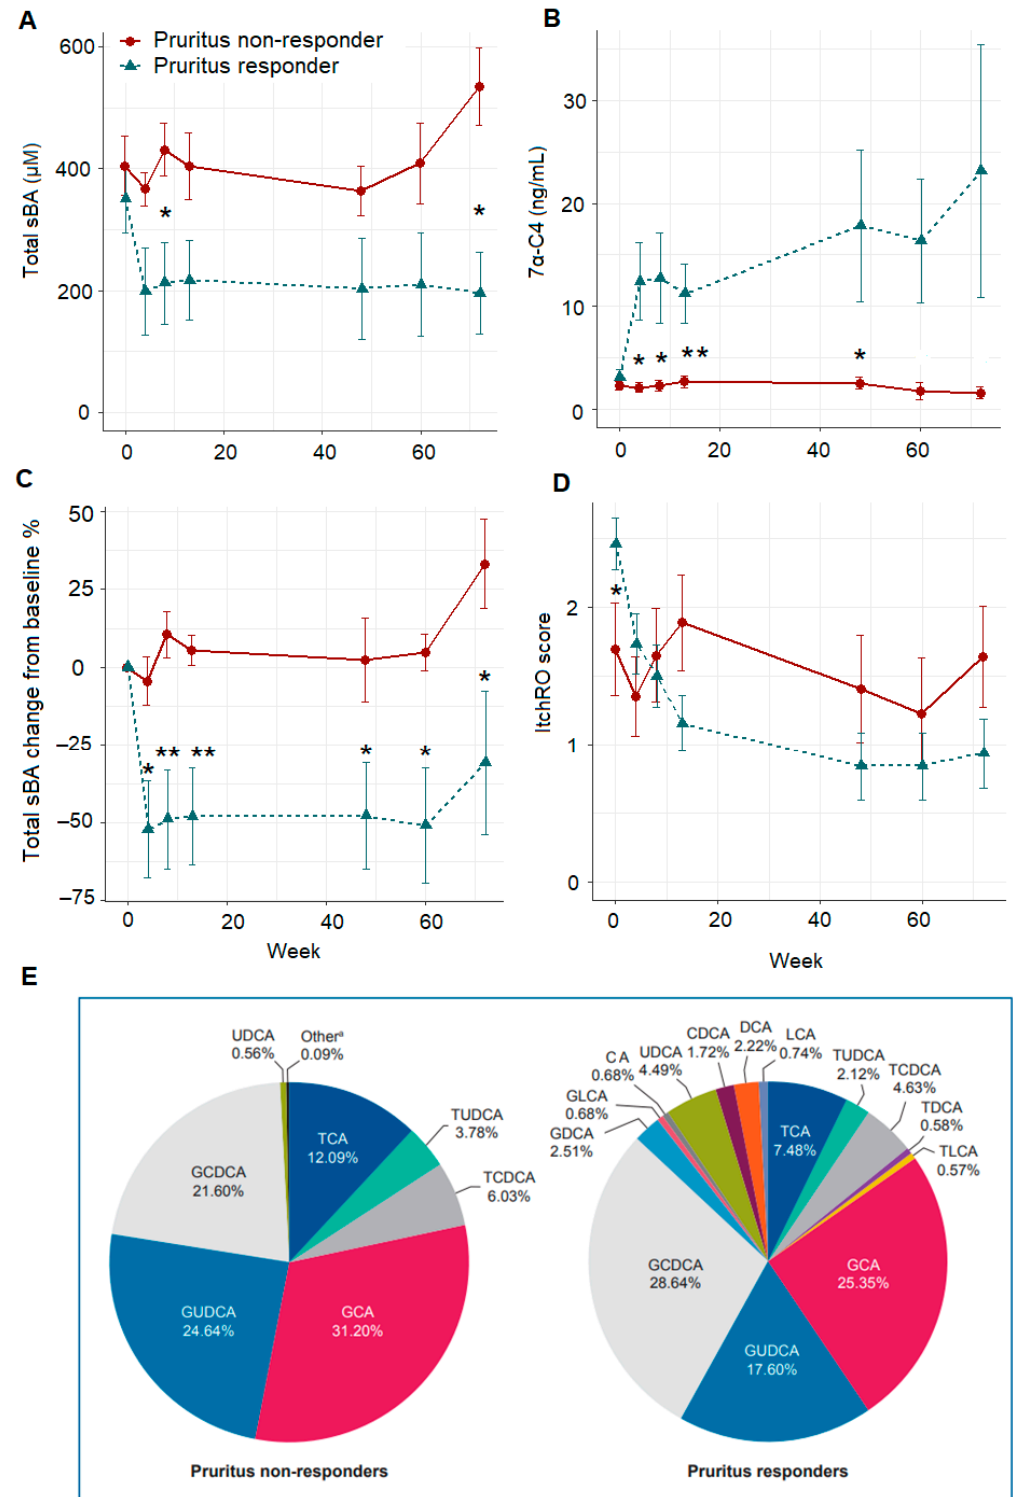 A
Pruritus non-responder
Pruritus responder
Total sBA (µM)
600
400
200
0
0 20 40 60
*
*
B
7α-C4 (ng/mL)
30
20
10
0
0 20 40 60
*
*
**
*
C
Total sBA change from baseline %
50
25
0
−25
−50
−75
0 20 40 60
Week
*
**
**
*
*
*
D
ItchRO score
2
1
0
0 20 40 60
Week
*
E
UDCA
0.56%
Otherᵃ
0.09%
TCA
12.09%
TUDCA
3.78%
TCDCA
6.03%
GCA
31.20%
GUDCA
24.64%
GCDCA
21.60%
Pruritus non-responders
GDCA
2.51%
GLCA
0.68%
CA
0.68%
UDCA
4.49%
CDCA
1.72%
DCA
2.22%
LCA
0.74%
TCA
7.48%
TUDCA
2.12%
TCDCA
4.63%
TDCA
0.58%
TLCA
0.57%
GCA
25.35%
GUDCA
17.60%
GCDCA
28.64%
Pruritus responders